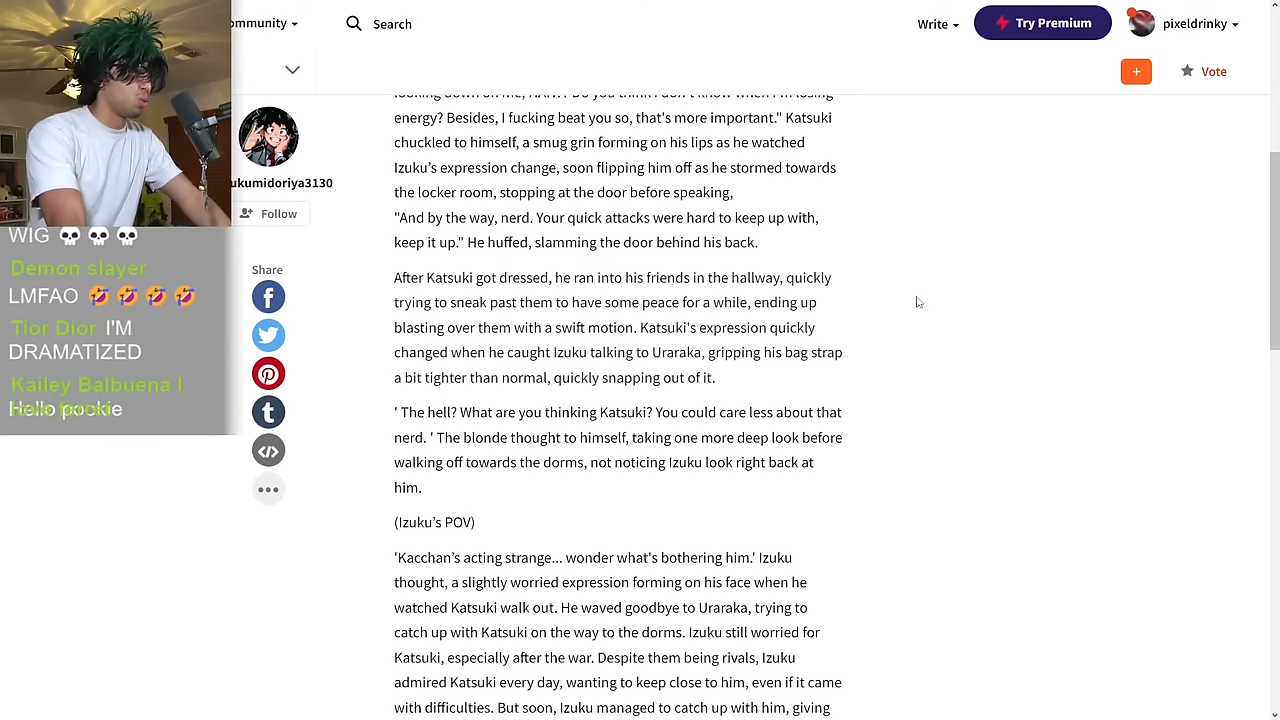 ommunity
Search
Write
Try Premium
pixeldrinky
+
Vote
ukumidoriya3130
Follow
Share
WIG 💀 💀 💀
Demon slayer
LMFAO 🤣 🤣 🤣 🤣
Tior Dior I'M
DRAMATIZED
Kailey Balbuena I
Hello pookie
energy? Besides, I fucking beat you so, that's more important." Katsuki
chuckled to himself, a smug grin forming on his lips as he watched
Izuku’s expression change, soon flipping him off as he stormed towards
the locker room, stopping at the door before speaking,
"And by the way, nerd. Your quick attacks were hard to keep up with,
keep it up." He huffed, slamming the door behind his back.
After Katsuki got dressed, he ran into his friends in the hallway, quickly
trying to sneak past them to have some peace for a while, ending up
blasting over them with a swift motion. Katsuki's expression quickly
changed when he caught Izuku talking to Uraraka, gripping his bag strap
a bit tighter than normal, quickly snapping out of it.
' The hell? What are you thinking Katsuki? You could care less about that
nerd. ' The blonde thought to himself, taking one more deep look before
walking off towards the dorms, not noticing Izuku look right back at
him.
(Izuku’s POV)
'Kacchan’s acting strange... wonder what's bothering him.' Izuku
thought, a slightly worried expression forming on his face when he
watched Katsuki walk out. He waved goodbye to Uraraka, trying to
catch up with Katsuki on the way to the dorms. Izuku still worried for
Katsuki, especially after the war. Despite them being rivals, Izuku
admired Katsuki every day, wanting to keep close to him, even if it came
with difficulties. But soon, Izuku managed to catch up with him, giving